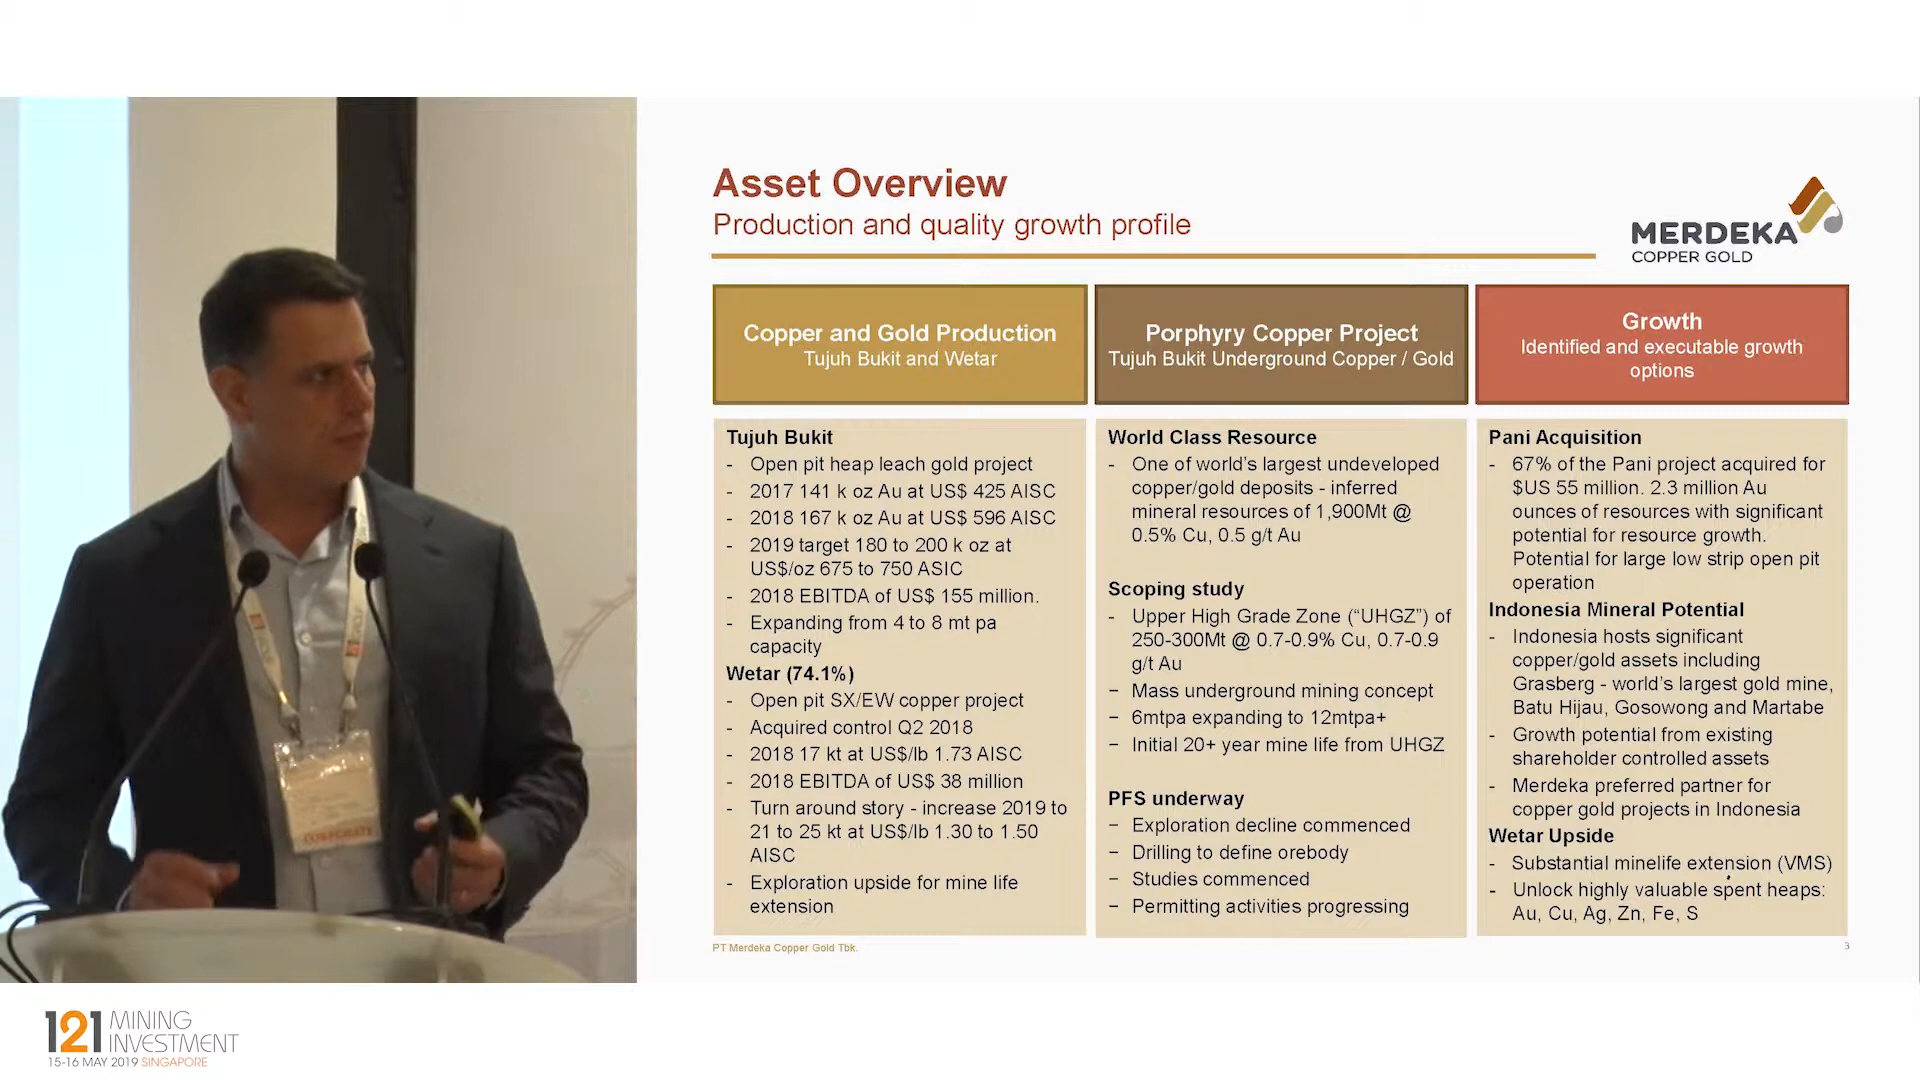 Asset Overview
Production and quality growth profile
MERDEKA
COPPER GOLD
Copper and Gold Production
Tujuh Bukit and Wetar
Porphyry Copper Project
Tujuh Bukit Underground Copper / Gold
Growth
Identified and executable growth
options
Tujuh Bukit
- Open pit heap leach gold project
- 2017 141 k oz Au at US$ 425 AISC
- 2018 167 k oz Au at US$ 596 AISC
- 2019 target 180 to 200 k oz at
US$/oz 675 to 750 ASIC
- 2018 EBITDA of US$ 155 million.
- Expanding from 4 to 8 mt pa
capacity
Wetar (74.1%)
- Open pit SX/EW copper project
- Acquired control Q2 2018
- 2018 17 kt at US$/lb 1.73 AISC
- 2018 EBITDA of US$ 38 million
- Turn around story - increase 2019 to
21 to 25 kt at US$/lb 1.30 to 1.50
AISC
- Exploration upside for mine life
extension
World Class Resource
- One of world's largest undeveloped
copper/gold deposits - inferred
mineral resources of 1,900Mt @
0.5% Cu, 0.5 g/t Au
Scoping study
- Upper High Grade Zone (“UHGZ”) of
250-300Mt @ 0.7-0.9% Cu, 0.7-0.9
g/t Au
− Mass underground mining concept
− 6mtpa expanding to 12mtpa+
− Initial 20+ year mine life from UHGZ
PFS underway
− Exploration decline commenced
− Drilling to define orebody
− Studies commenced
− Permitting activities progressing
Pani Acquisition
- 67% of the Pani project acquired for
$US 55 million. 2.3 million Au
ounces of resources with significant
potential for resource growth.
Potential for large low strip open pit
operation
Indonesia Mineral Potential
- Indonesia hosts significant
copper/gold assets including
Grasberg - world's largest gold mine,
Batu Hijau, Gosowong and Martabe
- Growth potential from existing
shareholder controlled assets
- Merdeka preferred partner for
copper gold projects in Indonesia
Wetar Upside
- Substantial minelife extension (VMS)
- Unlock highly valuable spent heaps:
Au, Cu, Ag, Zn, Fe, S
PT Merdeka Copper Gold Tbk.
3
CORPORATE
121 MINING
INVESTMENT
15-16 MAY 2019 SINGAPORE